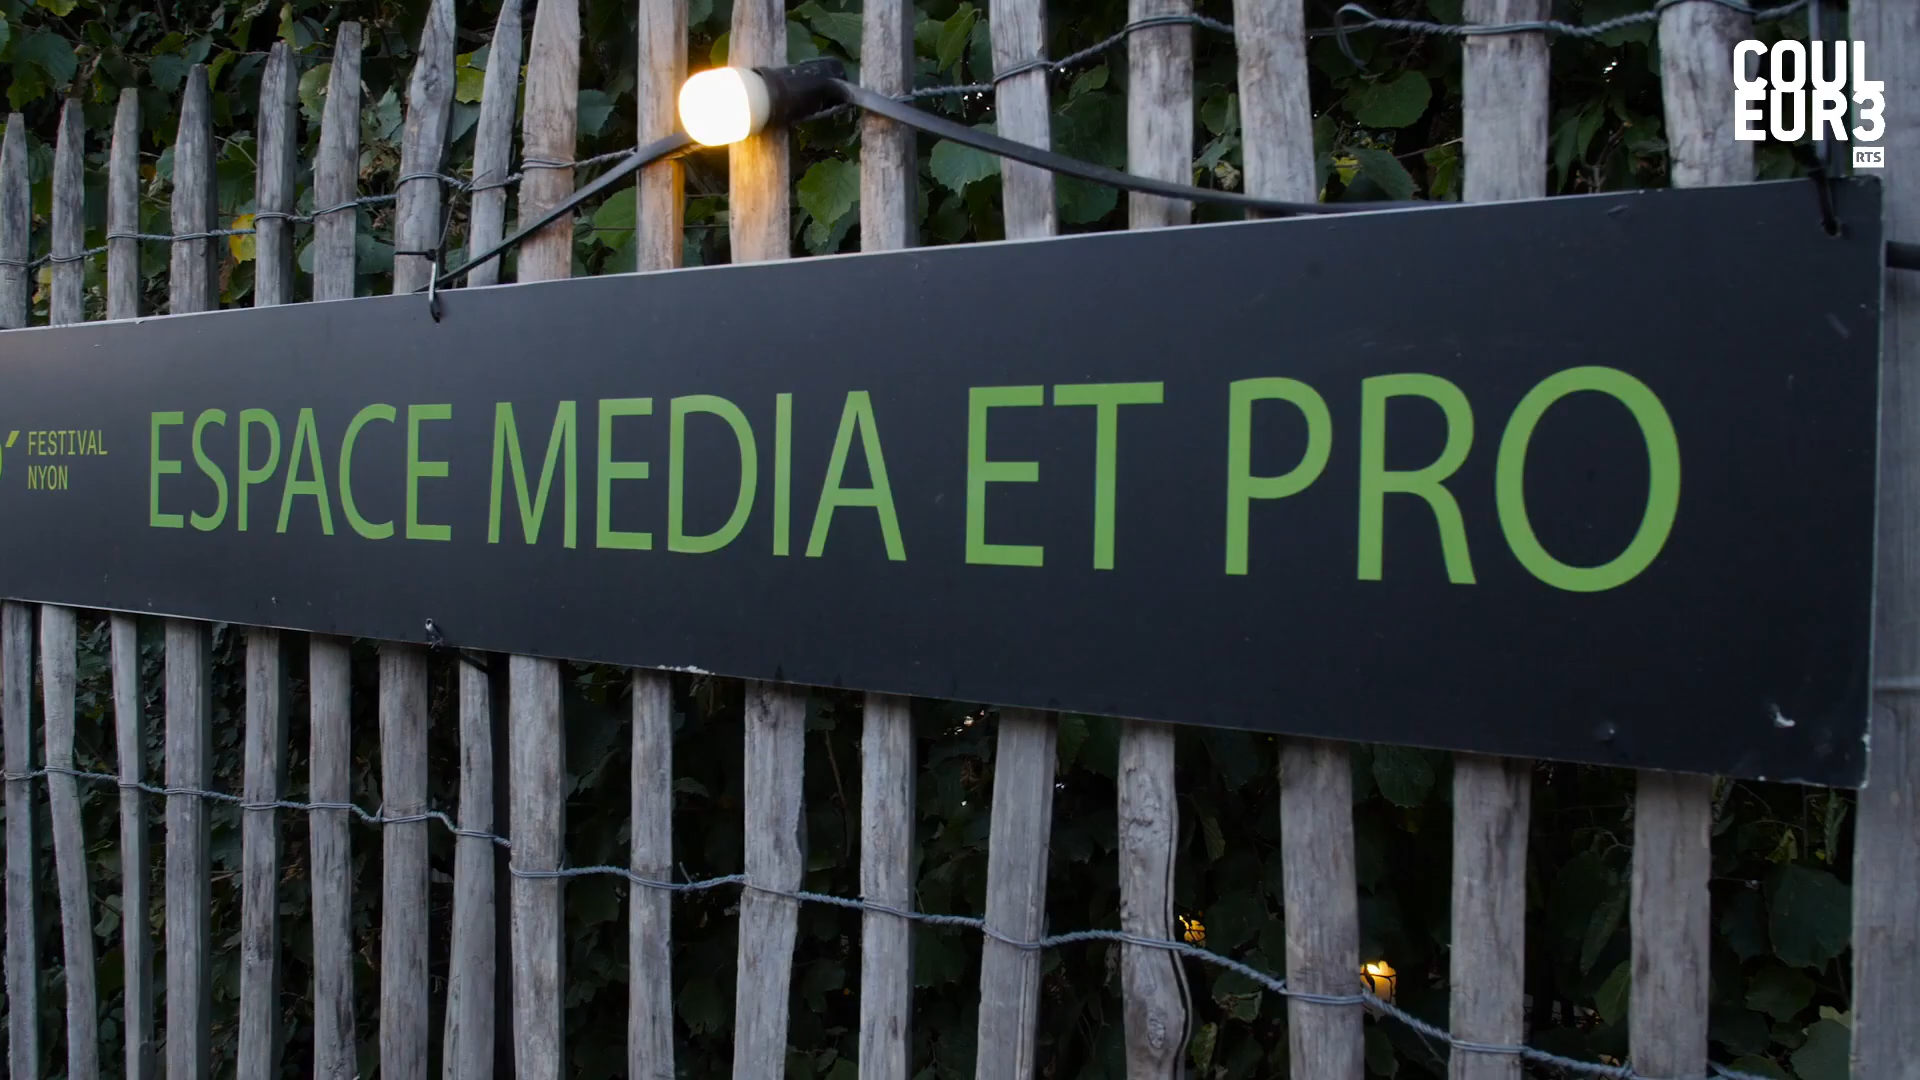 FESTIVAL
NYON
ESPACE MEDIA ET PRO
COUL
EUR3
RTS